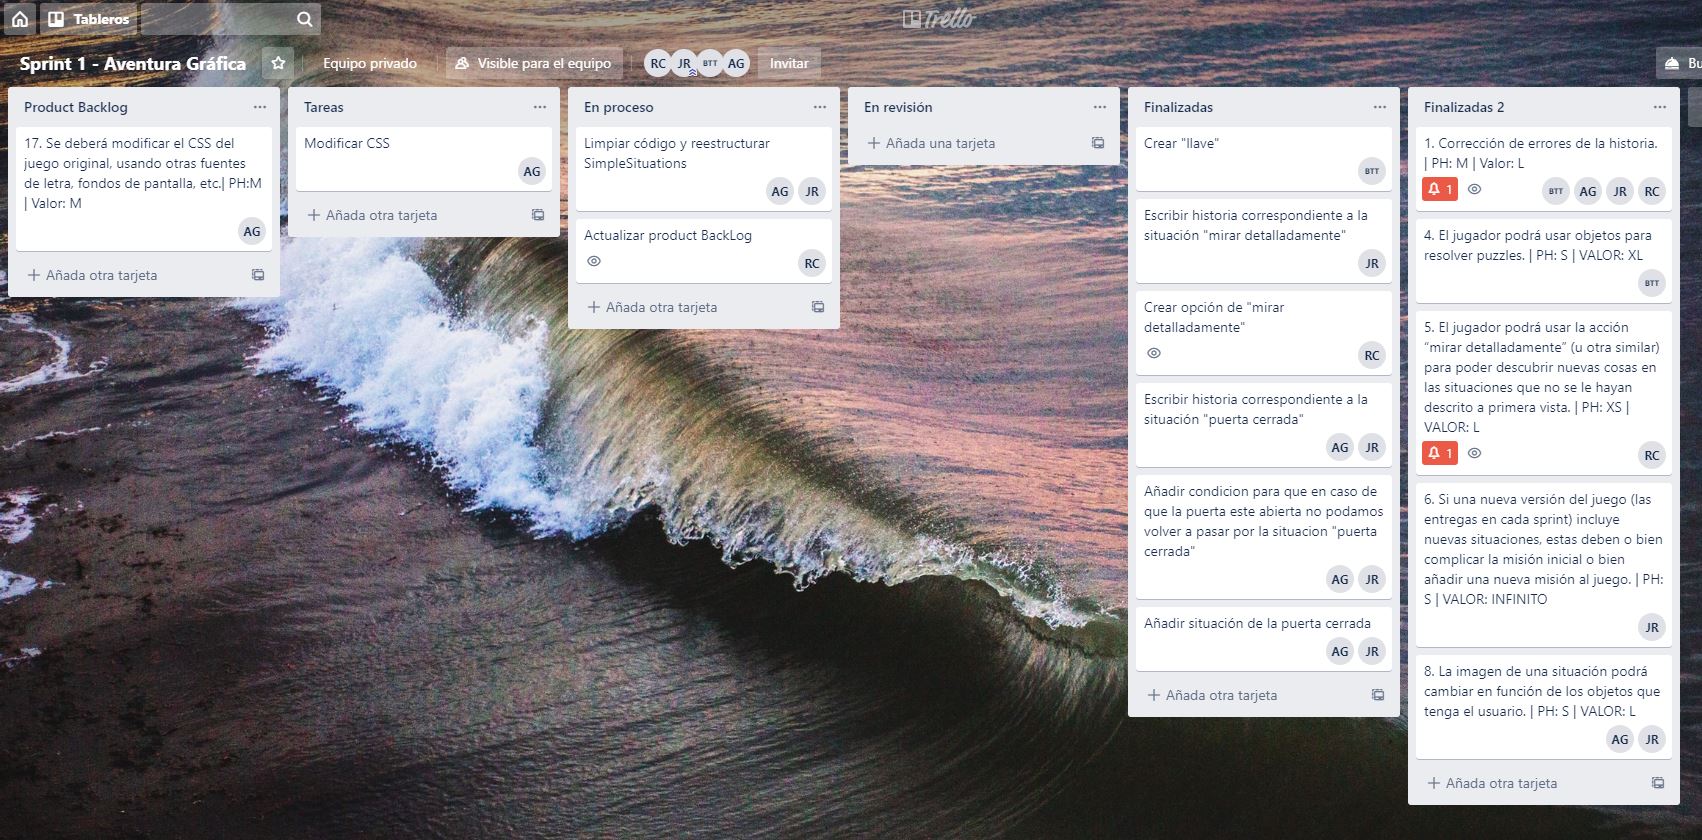 Tableros
Trello
Sprint 1 - Aventura Gráfica
Equipo privado
Visible para el equipo
RC JR BTT AG
Invitar
Bu
Product Backlog
17. Se deberá modificar el CSS del
juego original, usando otras fuentes
de letra, fondos de pantalla, etc.| PH:M
| Valor: M
AG
Añada otra tarjeta
Tareas
Modificar CSS
AG
Añada otra tarjeta
En proceso
Limpiar código y reestructurar
SimpleSituations
AG JR
Actualizar product BackLog
RC
Añada otra tarjeta
En revisión
Añada una tarjeta
Finalizadas
Crear "llave"
BTT
Escribir historia correspondiente a la
situación "mirar detalladamente"
JR
Crear opción de "mirar
detalladamente"
RC
Escribir historia correspondiente a la
situación "puerta cerrada"
AG JR
Añadir condicion para que en caso de
que la puerta este abierta no podamos
volver a pasar por la situacion "puerta
cerrada"
AG JR
Añadir situación de la puerta cerrada
AG JR
Añada otra tarjeta
Finalizadas 2
1. Corrección de errores de la historia.
| PH: M | Valor: L
1 BTT AG JR RC
4. El jugador podrá usar objetos para
resolver puzzles. | PH: S | VALOR: XL
BTT
5. El jugador podrá usar la acción
“mirar detalladamente” (u otra similar)
para poder descubrir nuevas cosas en
las situaciones que no se le hayan
descrito a primera vista. | PH: XS |
VALOR: L
1 RC
6. Si una nueva versión del juego (las
entregas en cada sprint) incluye
nuevas situaciones, estas deben o bien
complicar la misión inicial o bien
añadir una nueva misión al juego. | PH:
S | VALOR: INFINITO
JR
8. La imagen de una situación podrá
cambiar en función de los objetos que
tenga el usuario. | PH: S | VALOR: L
AG JR
Añada otra tarjeta